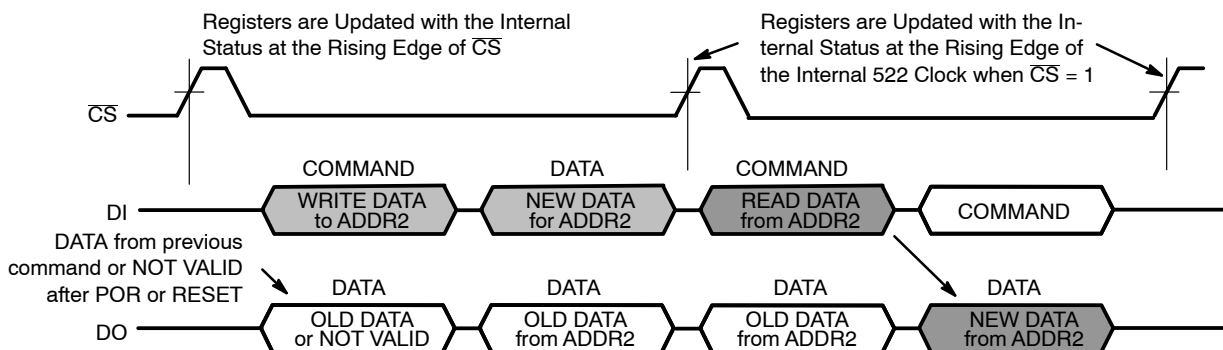 Registers are Updated with the Internal
Status at the Rising Edge of CS
Registers are Updated with the In-
ternal Status at the Rising Edge of
the Internal 522 Clock when CS = 1
CS
COMMAND
DATA
COMMAND
DI
WRITE DATA
to ADDR2
NEW DATA
for ADDR2
READ DATA
from ADDR2
COMMAND
DATA from previous
command or NOT VALID
after POR or RESET
DATA
DATA
DATA
DATA
DO
OLD DATA
or NOT VALID
OLD DATA
from ADDR2
OLD DATA
from ADDR2
NEW DATA
from ADDR2